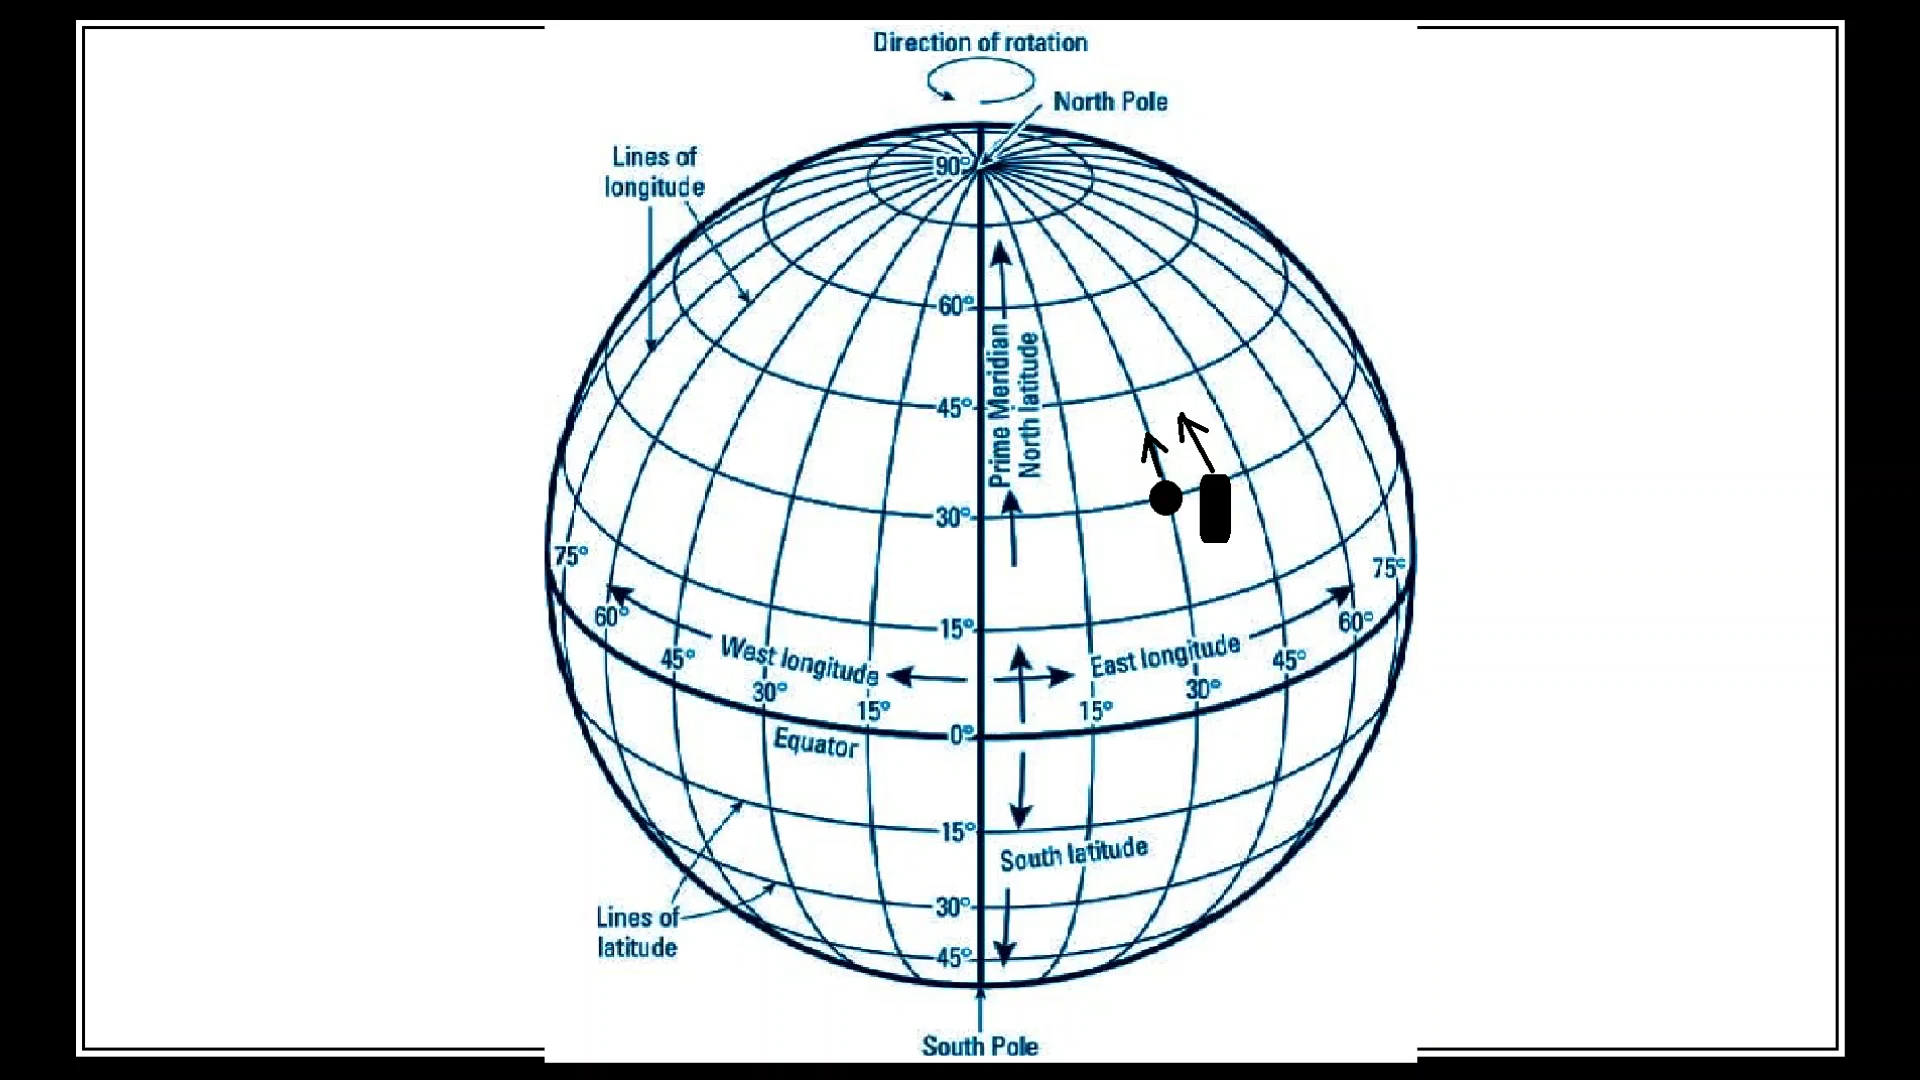 Direction of rotation
North Pole
Lines of
longitude
90°
60°
Prime Meridian
North latitude
45°
30°
75°
75°
15°
60°
60°
West longitude
East longitude
45°
45°
30°
30°
15°
15°
0°
Equator
15°
South latitude
30°
Lines of
latitude
45°
South Pole